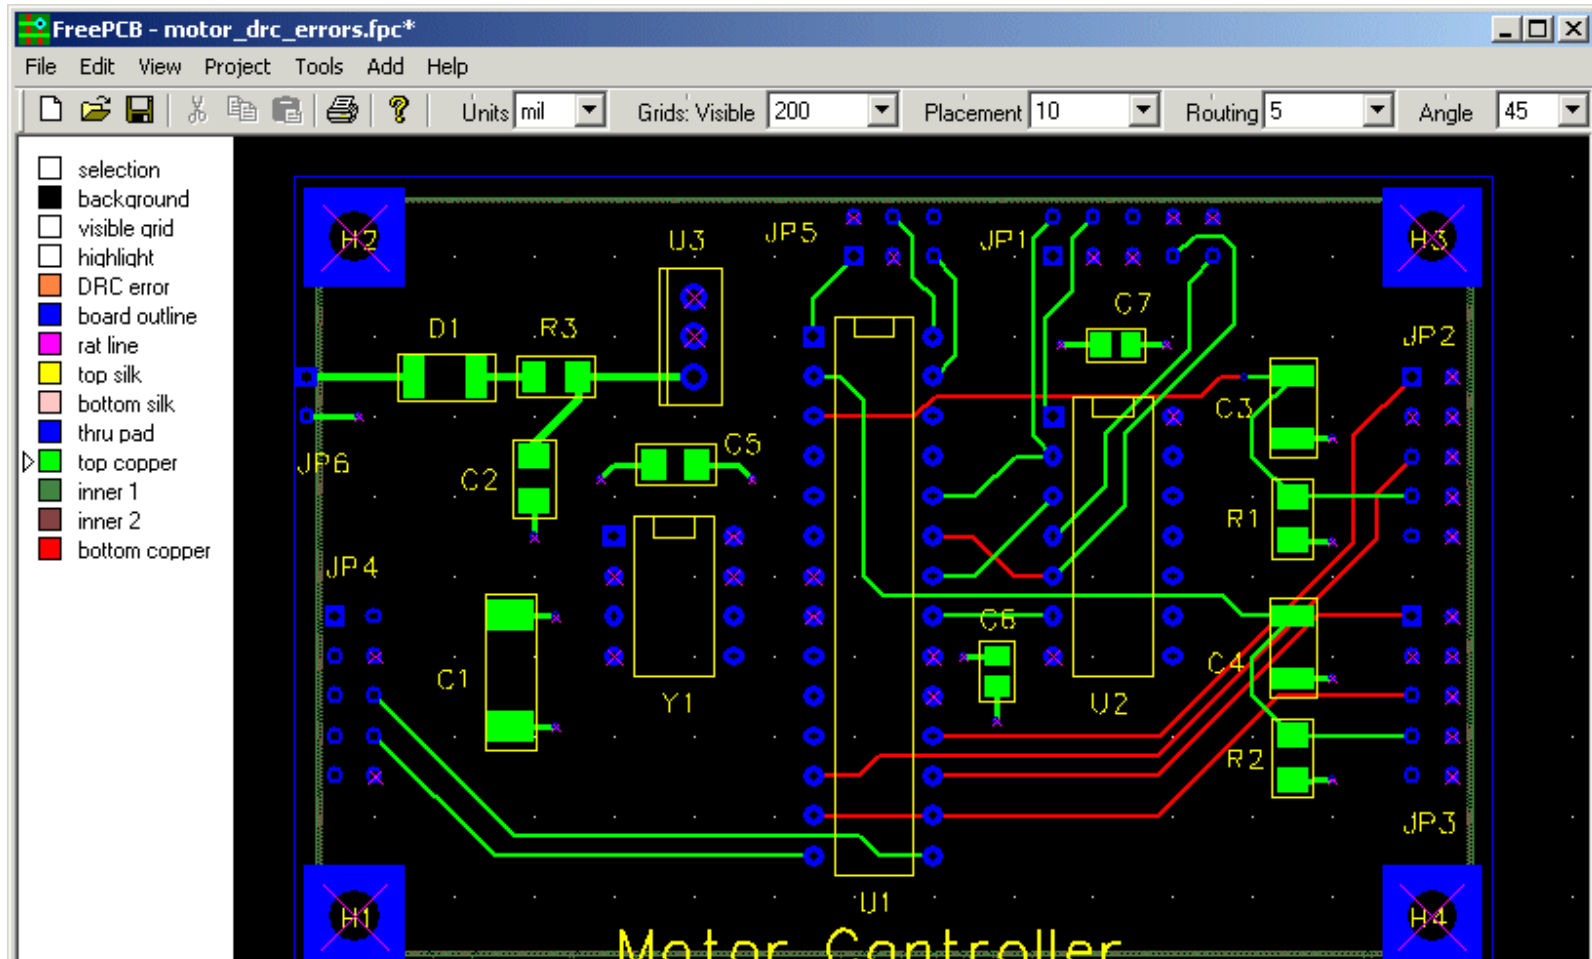 FreePCB - motor_drc_errors.fpc*
File Edit View Project Tools Add Help
Units mil Grids: Visible 200 Placement 10 Routing 5 Angle 45
selection
background
visible grid
highlight
DRC error
board outline
rat line
top silk
bottom silk
thru pad
top copper
inner 1
inner 2
bottom copper
H2 U3 JP5 JP1 H3
D1 R3 C7 JP2
C3
JP6 C2 C5
R1
JP4
C6
C1 Y1 U2 C4
R2
JP3
H1 U1 H4
Motor Controller